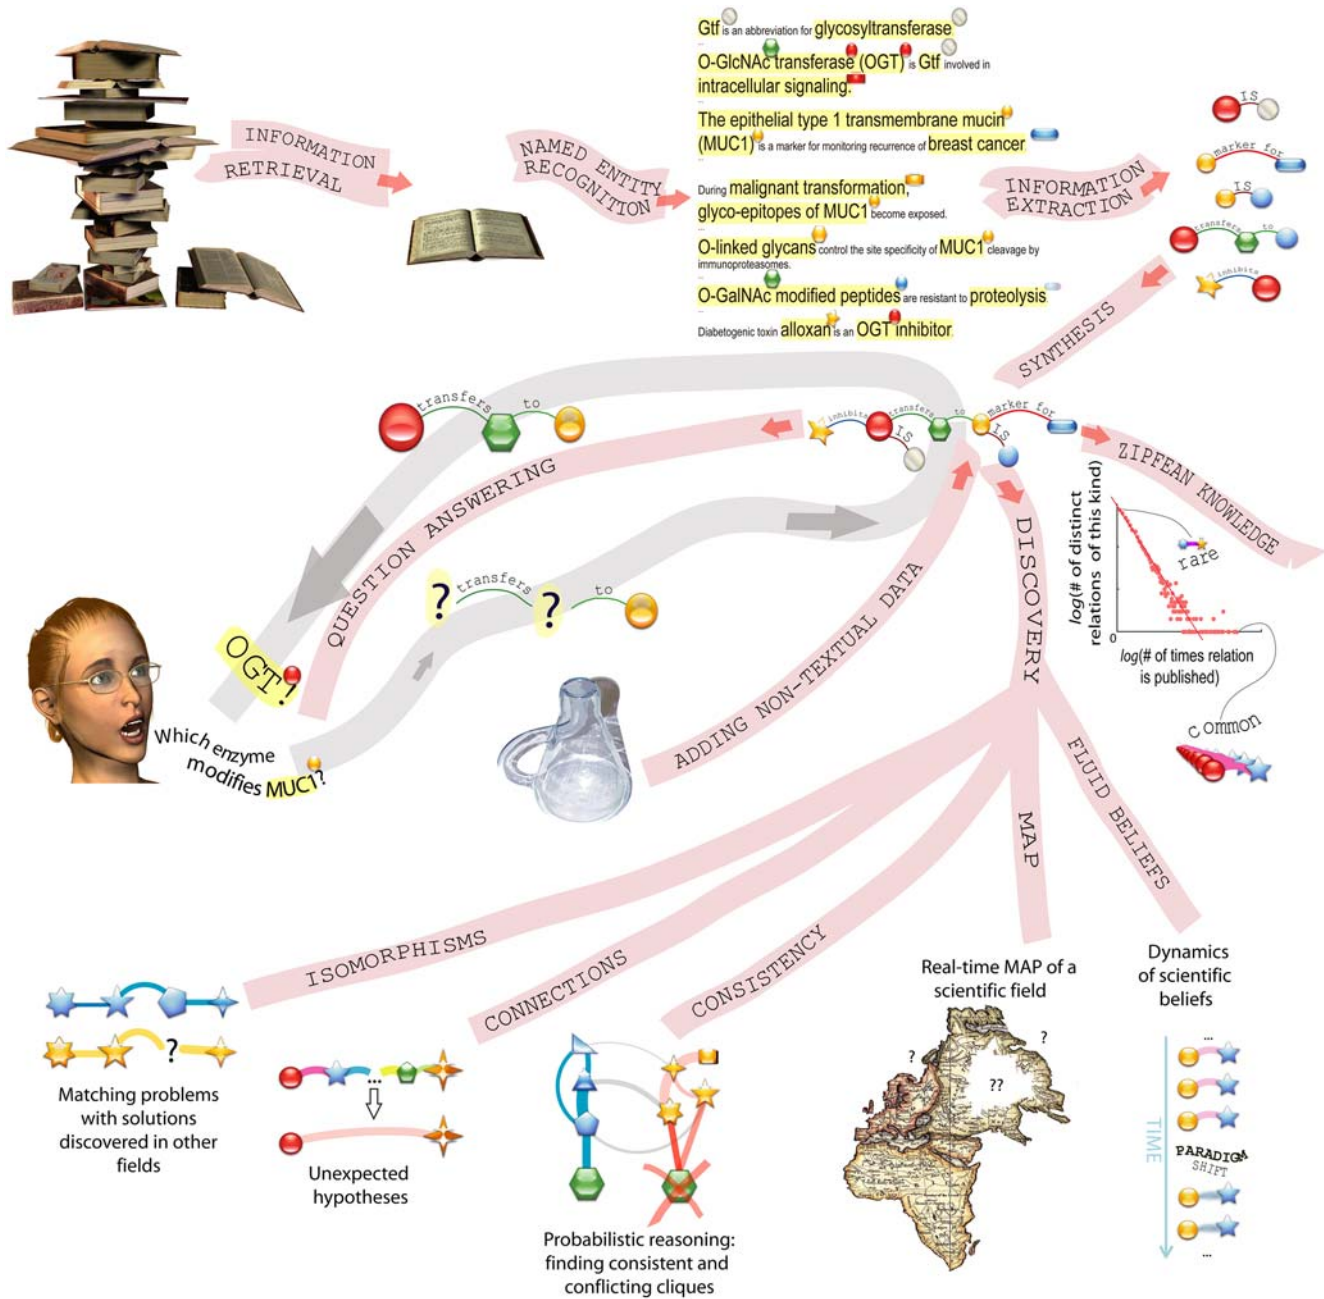 Gtf is an abbreviation for glycosyltransferase.
...
O-GlcNAc transferase (OGT) is Gtf involved in
intracellular signaling.
...
The epithelial type 1 transmembrane mucin
(MUC1) is a marker for monitoring recurrence of breast cancer.
...
During malignant transformation,
glyco-epitopes of MUC1 become exposed.
...
O-linked glycans control the site specificity of MUC1 cleavage by
immunoproteasomes.
...
O-GalNAc modified peptides are resistant to proteolysis.
...
Diabetogenic toxin alloxan is an OGT inhibitor.
INFORMATION
RETRIEVAL
NAMED ENTITY
RECOGNITION
INFORMATION
EXTRACTION
IS
marker for
IS
transfers to
inhibits
SYNTHESIS
transfers to
inhibits transfers to marker for
IS IS
QUESTION ANSWERING
ZIPFEAN KNOWLEDGE
log(# of distinct
relations of this kind)
rare
0
log(# of times relation
is published)
common
DISCOVERY
? transfers ? to
OGT!
Which enzyme
modifies MUC1?
ADDING NON-TEXTUAL DATA
ISOMORPHISMS
CONNECTIONS
CONSISTENCY
MAP
FLUID BELIEFS
?
Matching problems
with solutions
discovered in other
fields
...
Unexpected
hypotheses
Probabilistic reasoning:
finding consistent and
conflicting cliques
Real-time MAP of a
scientific field
?
?
??
Dynamics
of scientific
beliefs
...
TIME
PARADIGM
SHIFT
...